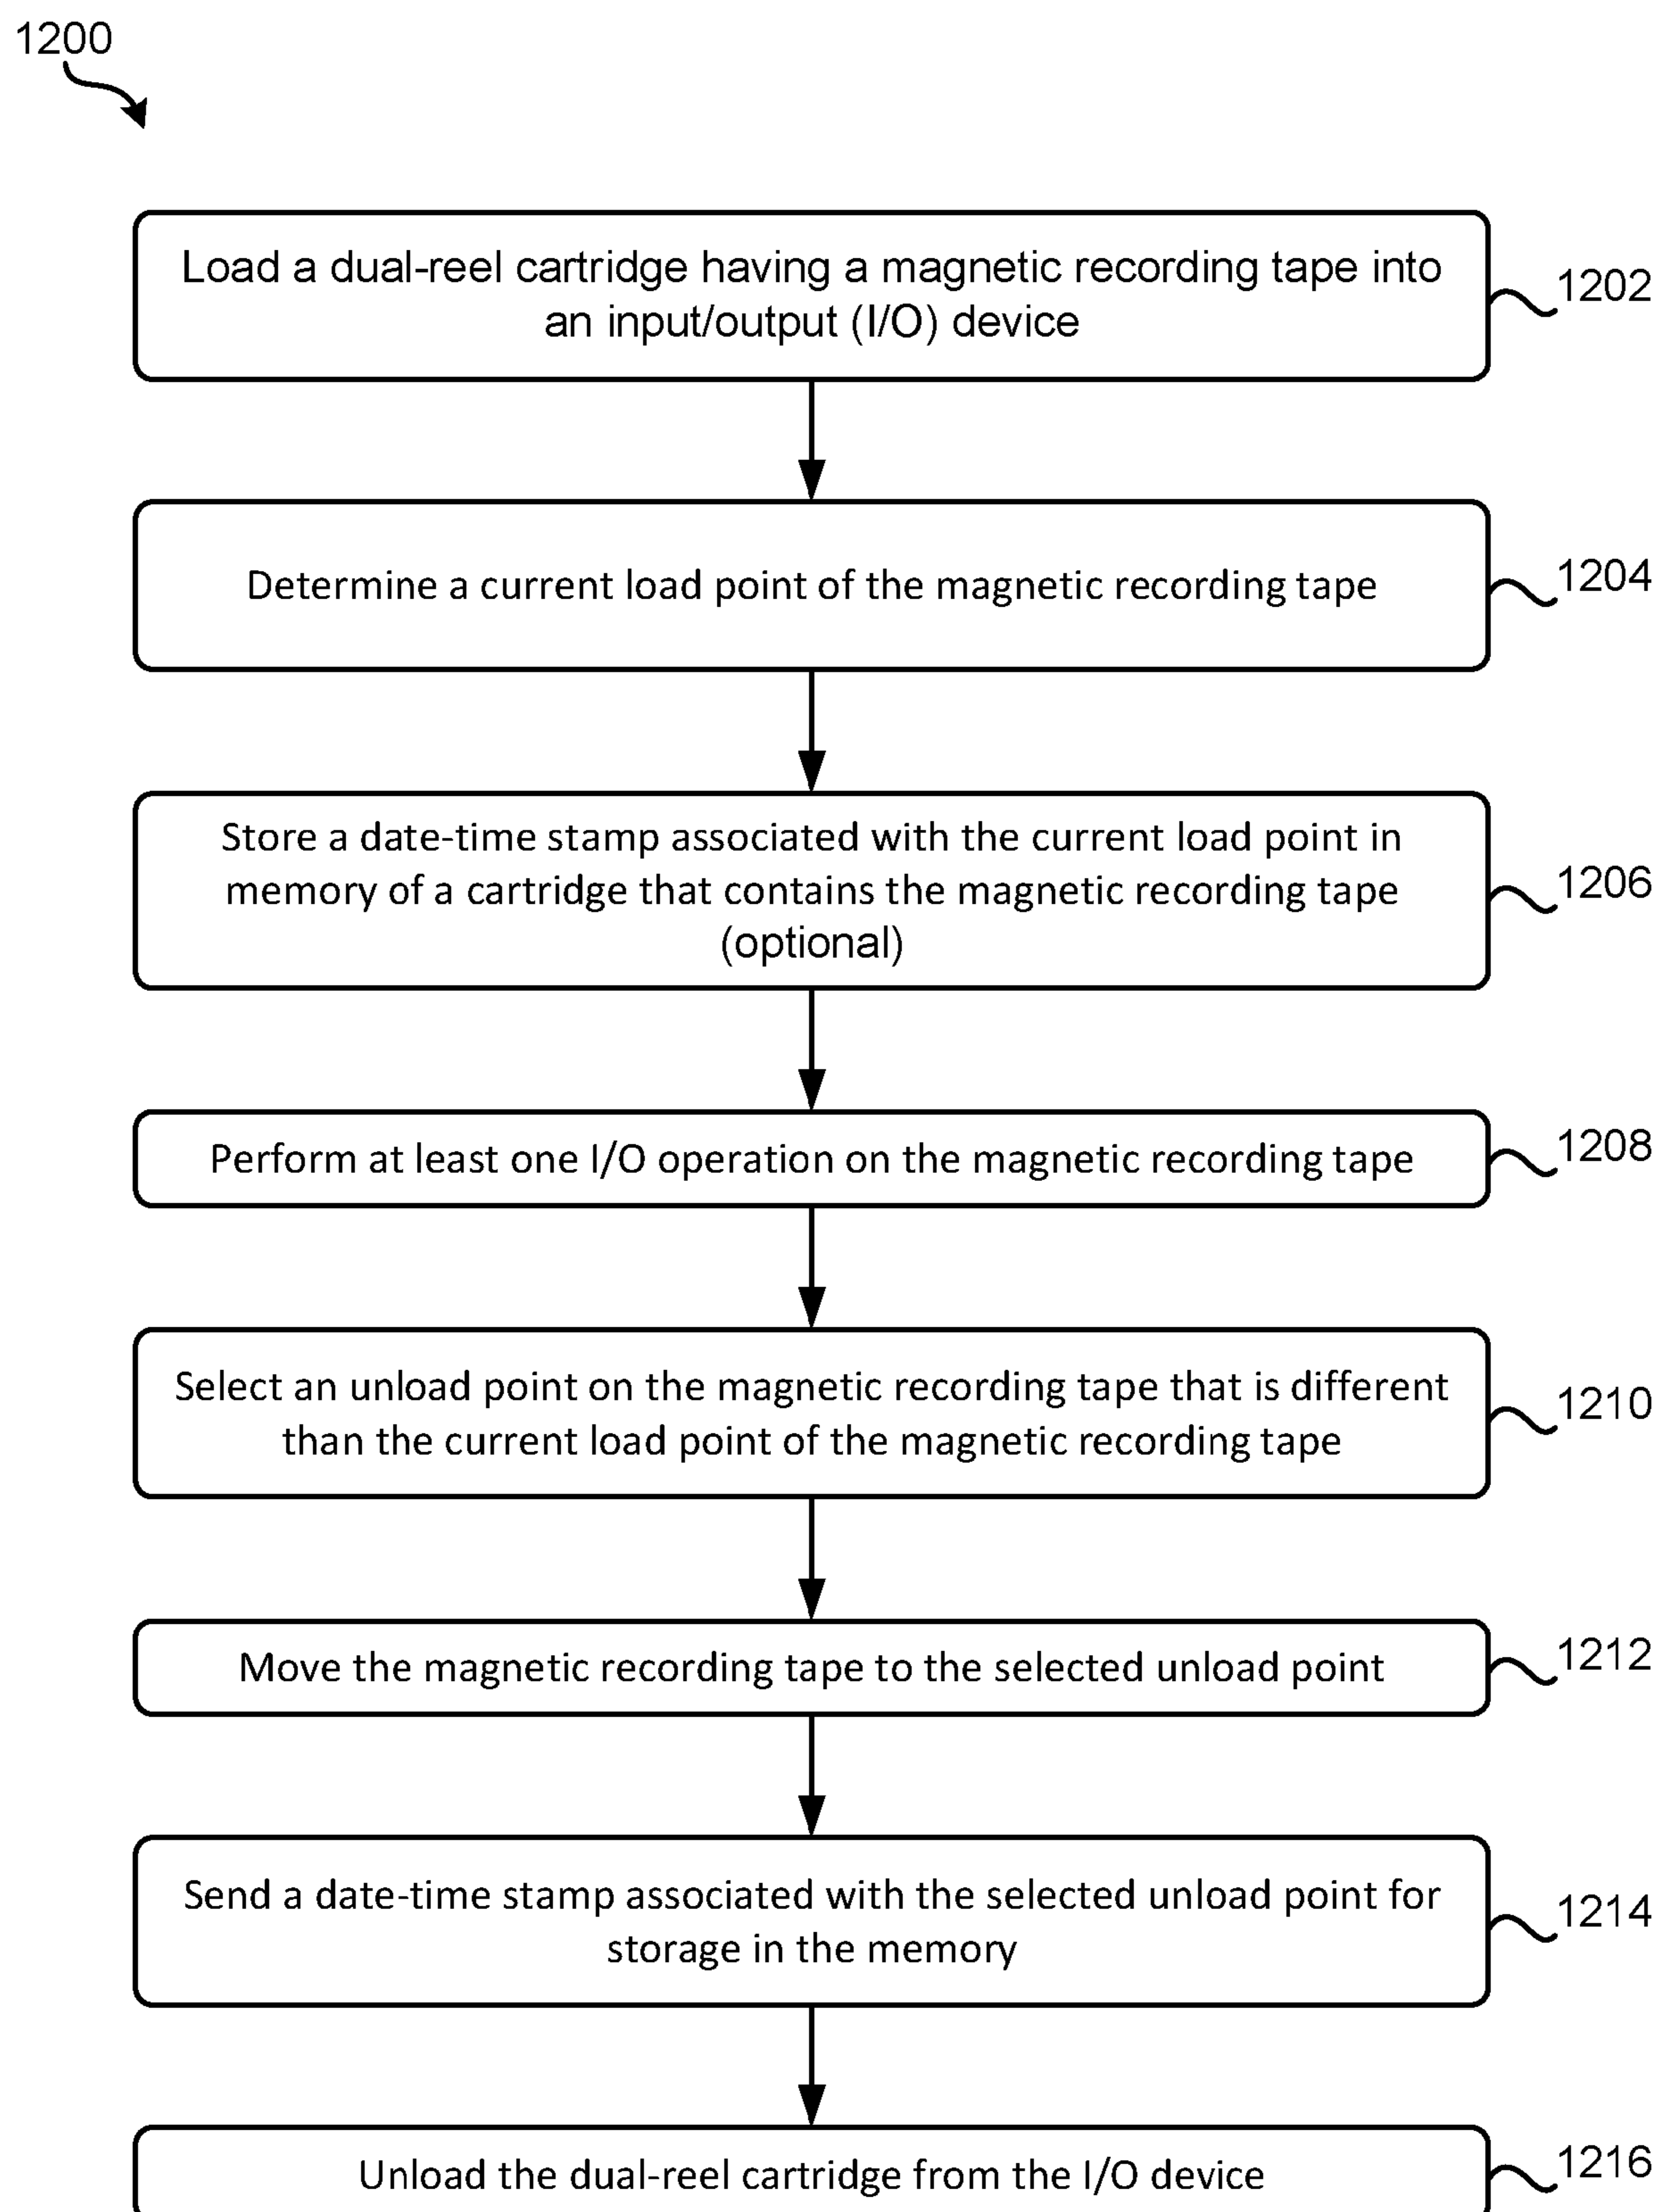 1200
Load a dual-reel cartridge having a magnetic recording tape into
an input/output (I/O) device
1202
Determine a current load point of the magnetic recording tape
1204
Store a date-time stamp associated with the current load point in
memory of a cartridge that contains the magnetic recording tape
(optional)
1206
Perform at least one I/O operation on the magnetic recording tape
1208
Select an unload point on the magnetic recording tape that is different
than the current load point of the magnetic recording tape
1210
Move the magnetic recording tape to the selected unload point
1212
Send a date-time stamp associated with the selected unload point for
storage in the memory
1214
Unload the dual-reel cartridge from the I/O device
1216